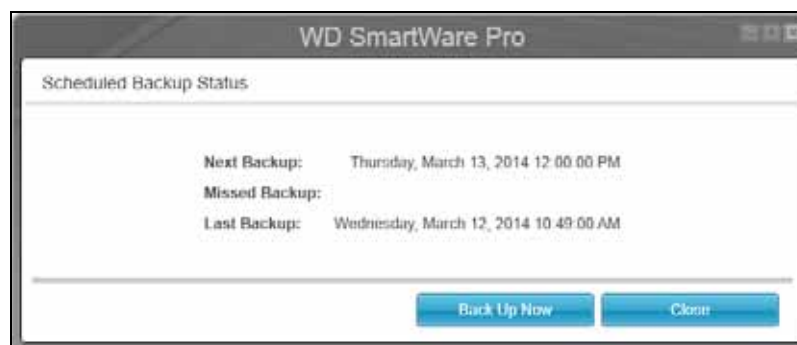 WD SmartWare Pro
Scheduled Backup Status
Next Backup: Thursday, March 13, 2014 12:00:00 PM
Missed Backup:
Last Backup: Wednesday, March 12, 2014 10:49:00 AM
Back Up Now Close